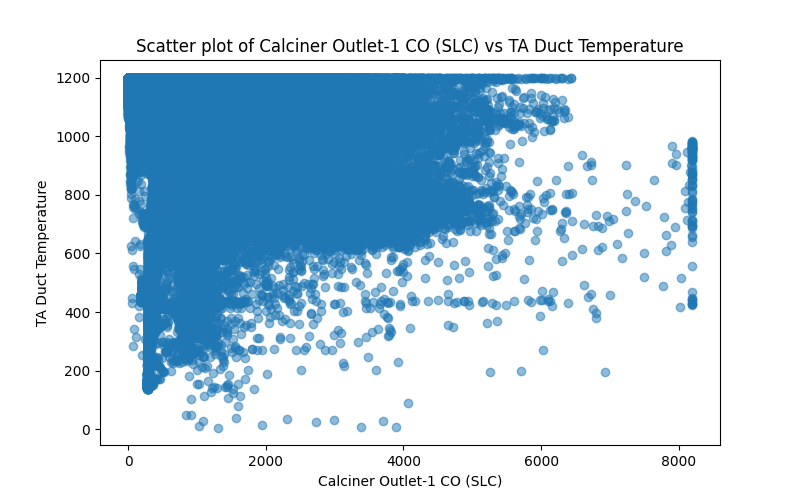 Scatter plot of Calciner Outlet-1 CO (SLC) vs TA Duct Temperature
1200
1000
800
600
400
200
0
TA Duct Temperature
0 2000 4000 6000 8000
Calciner Outlet-1 CO (SLC)